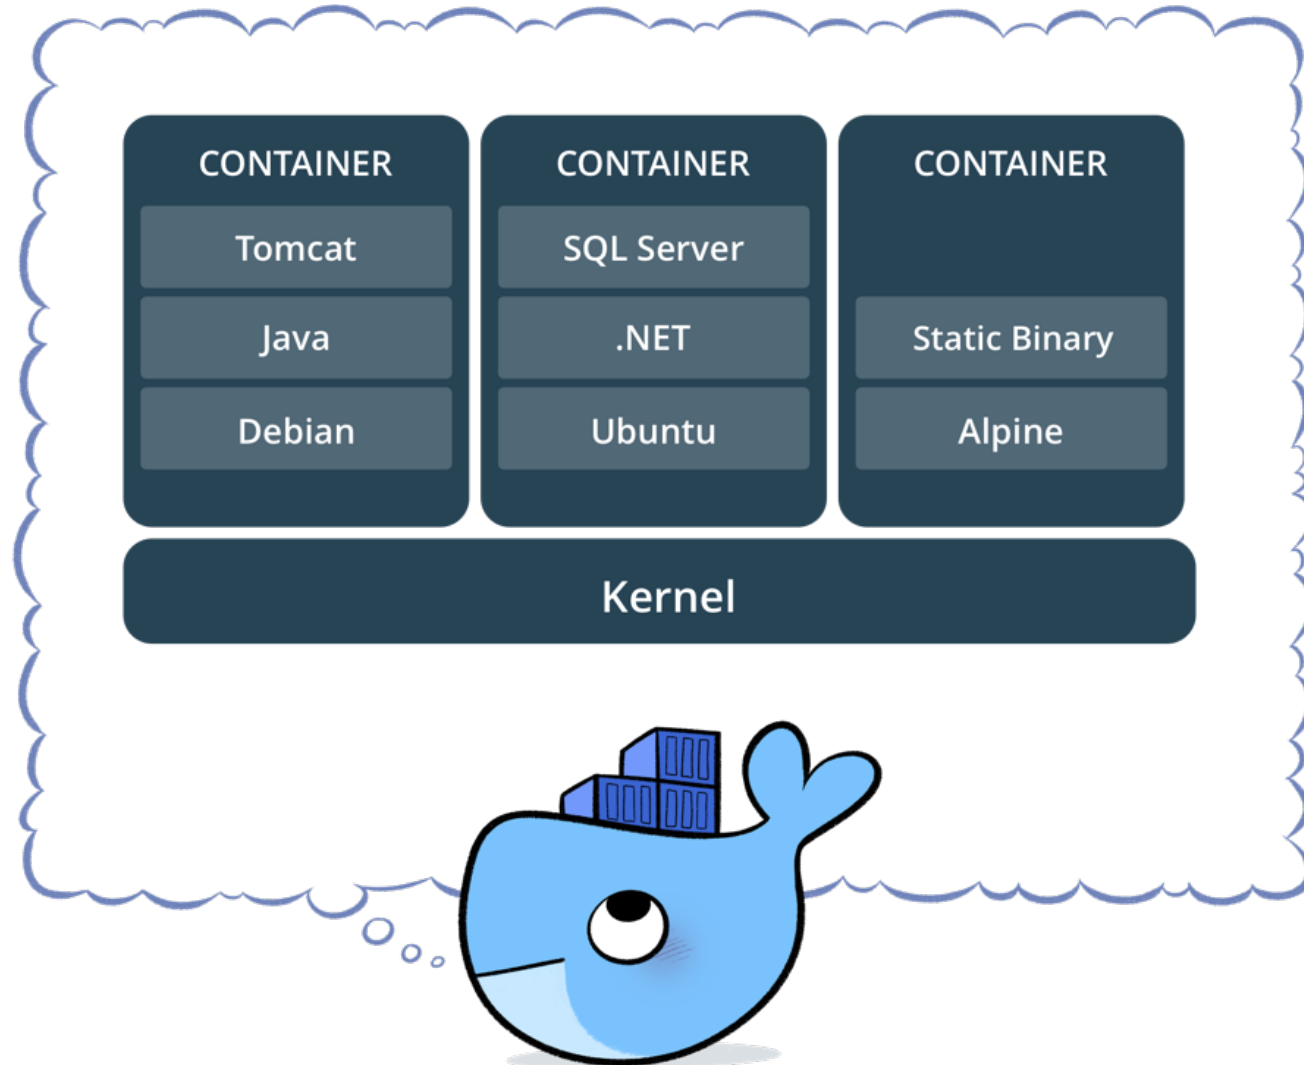 CONTAINER
Tomcat
Java
Debian
CONTAINER
SQL Server
.NET
Ubuntu
CONTAINER
Static Binary
Alpine
Kernel